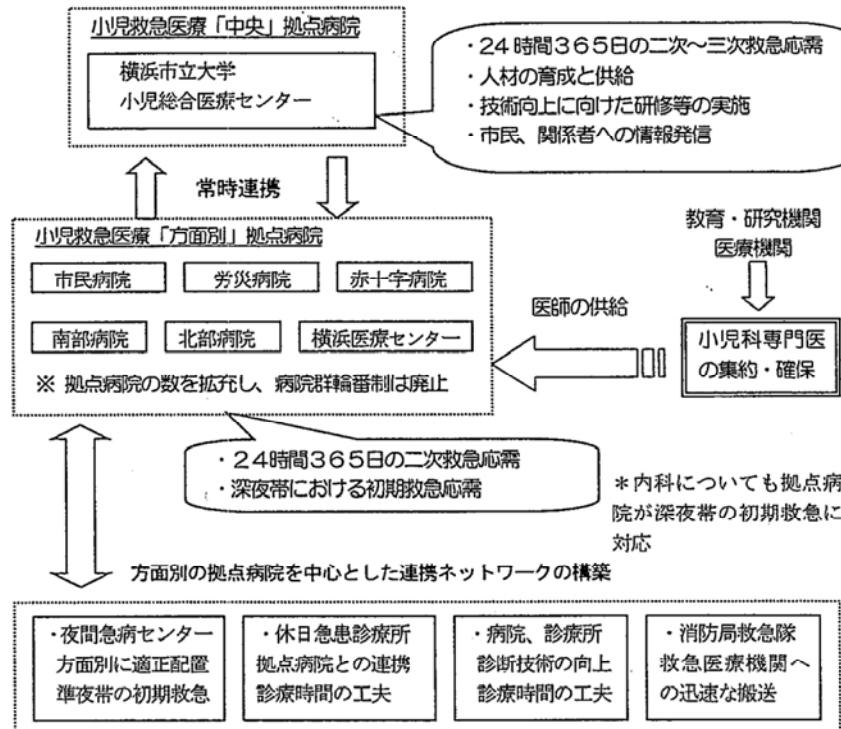 小児救急医療「中央」拠点病院
横浜市立大学
小児総合医療センター
・24時間365日の二次～三次救急応需
・人材の育成と供給
・技術向上に向けた研修等の実施
・市民、関係者への情報発信
常時連携
小児救急医療「方面別」拠点病院
市民病院
労災病院
赤十字病院
南部病院
北部病院
横浜医療センター
※ 拠点病院の数を拡充し、病院群輪番制は廃止
教育・研究機関
医療機関
医師の供給
小児科専門医
の集約・確保
・24時間365日の二次救急応需
・深夜帯における初期救急応需
＊内科についても拠点病
院が深夜帯の初期救急に
対応
方面別の拠点病院を中心とした連携ネットワークの構築
・夜間急病センター
方面別に適正配置
準夜帯の初期救急
・休日急患診療所
拠点病院との連携
診療時間の工夫
・病院、診療所
診断技術の向上
診療時間の工夫
・消防局救急隊
救急医療機関へ
の迅速な搬送